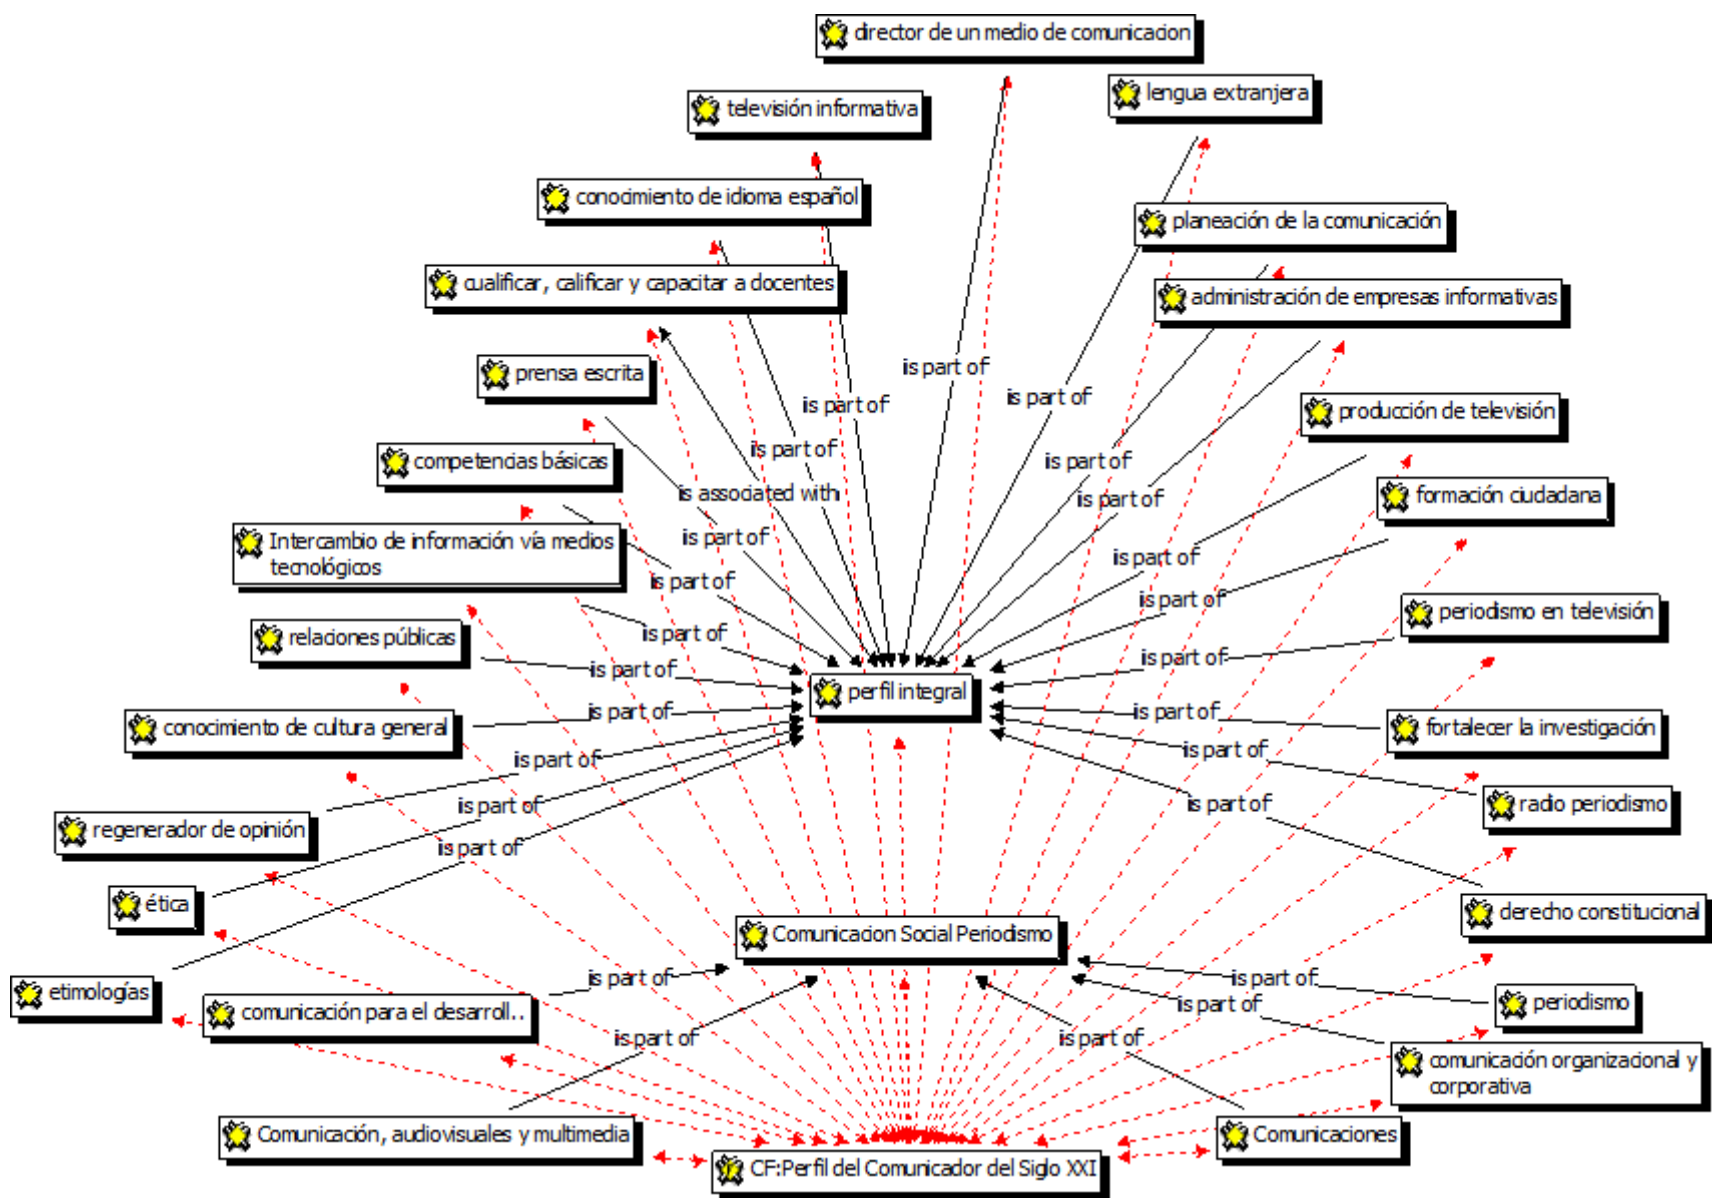 director de un medio de comunicacion
lengua extranjera
televisión informativa
conocimiento de idioma español
planeación de la comunicación
cualificar, calificar y capacitar a docentes
administración de empresas informativas
is part of
prensa escrita
is part of
is part of
producción de televisión
is part of
competencias básicas
is part of
formación ciudadana
is associated with
is part of
is part of
Intercambio de información vía medios
tecnológicos
is part of
is part of
is part of
periodismo en televisión
relaciones públicas
is part of
is part of
is part of
perfil integral
conocimiento de cultura general
is part of
is part of
fortalecer la investigación
is part of
is part of
radio periodismo
is part of
is part of
regenerador de opinión
is part of
ética
derecho constitucional
Comunicacion Social Periodismo
is part of
is part of
etimologías
comunicación para el desarroll..
is part of
periodismo
is part of
is part of
comunicación organizacional y
corporativa
Comunicación, audiovisuales y multimedia
Comunicaciones
CF:Perfil del Comunicador del Siglo XXI